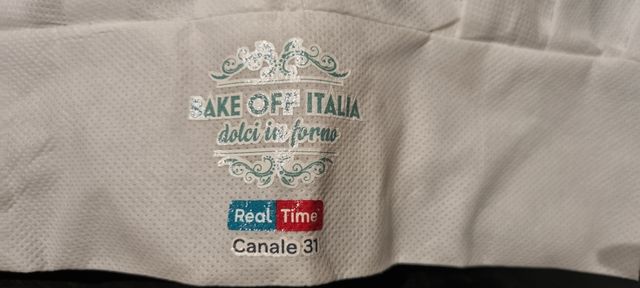 BAKE OFF ITALIA
dolci in forno
Real Time
Canale 31